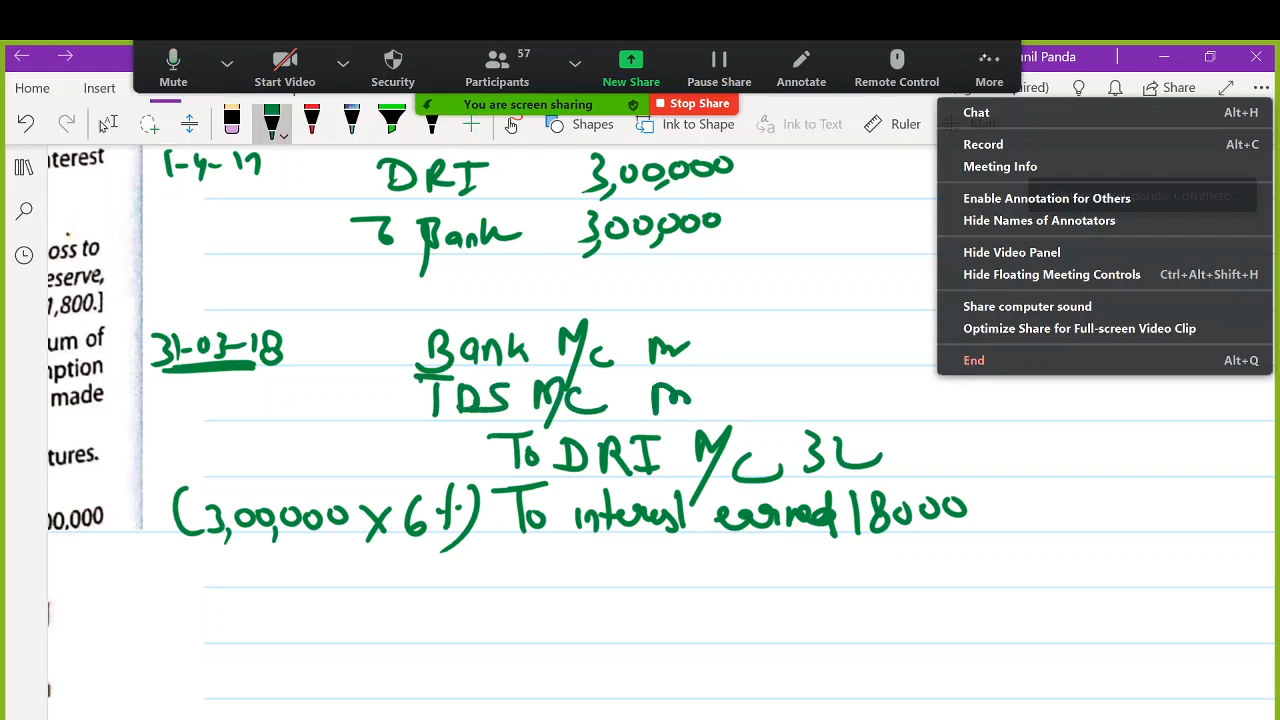 57
unil Panda
Mute
Start Video
Security
Participants
New Share
Pause Share
Annotate
Remote Control
More
Home
Insert
Share
You are screen sharing
Stop Share
Shapes
Ink to Shape
Ink to Text
Ruler
Chat Alt+H
Record Alt+C
Meeting Info
Enable Annotation for Others
Hide Names of Annotators
Hide Video Panel
Hide Floating Meeting Controls Ctrl+Alt+Shift+H
Share computer sound
Optimize Share for Full-screen Video Clip
End Alt+Q
nterest
oss to
eserve,
1,800.]
um of
nption
made
tures.
00,000
1-4-17
DRI 3,00,000
To Bank 3,00,000
31-03-18
Bank A/C Dr
TDS A/C Dr
To DRI A/C 3L
(3,00,000 × 6%) To interest earned 18000